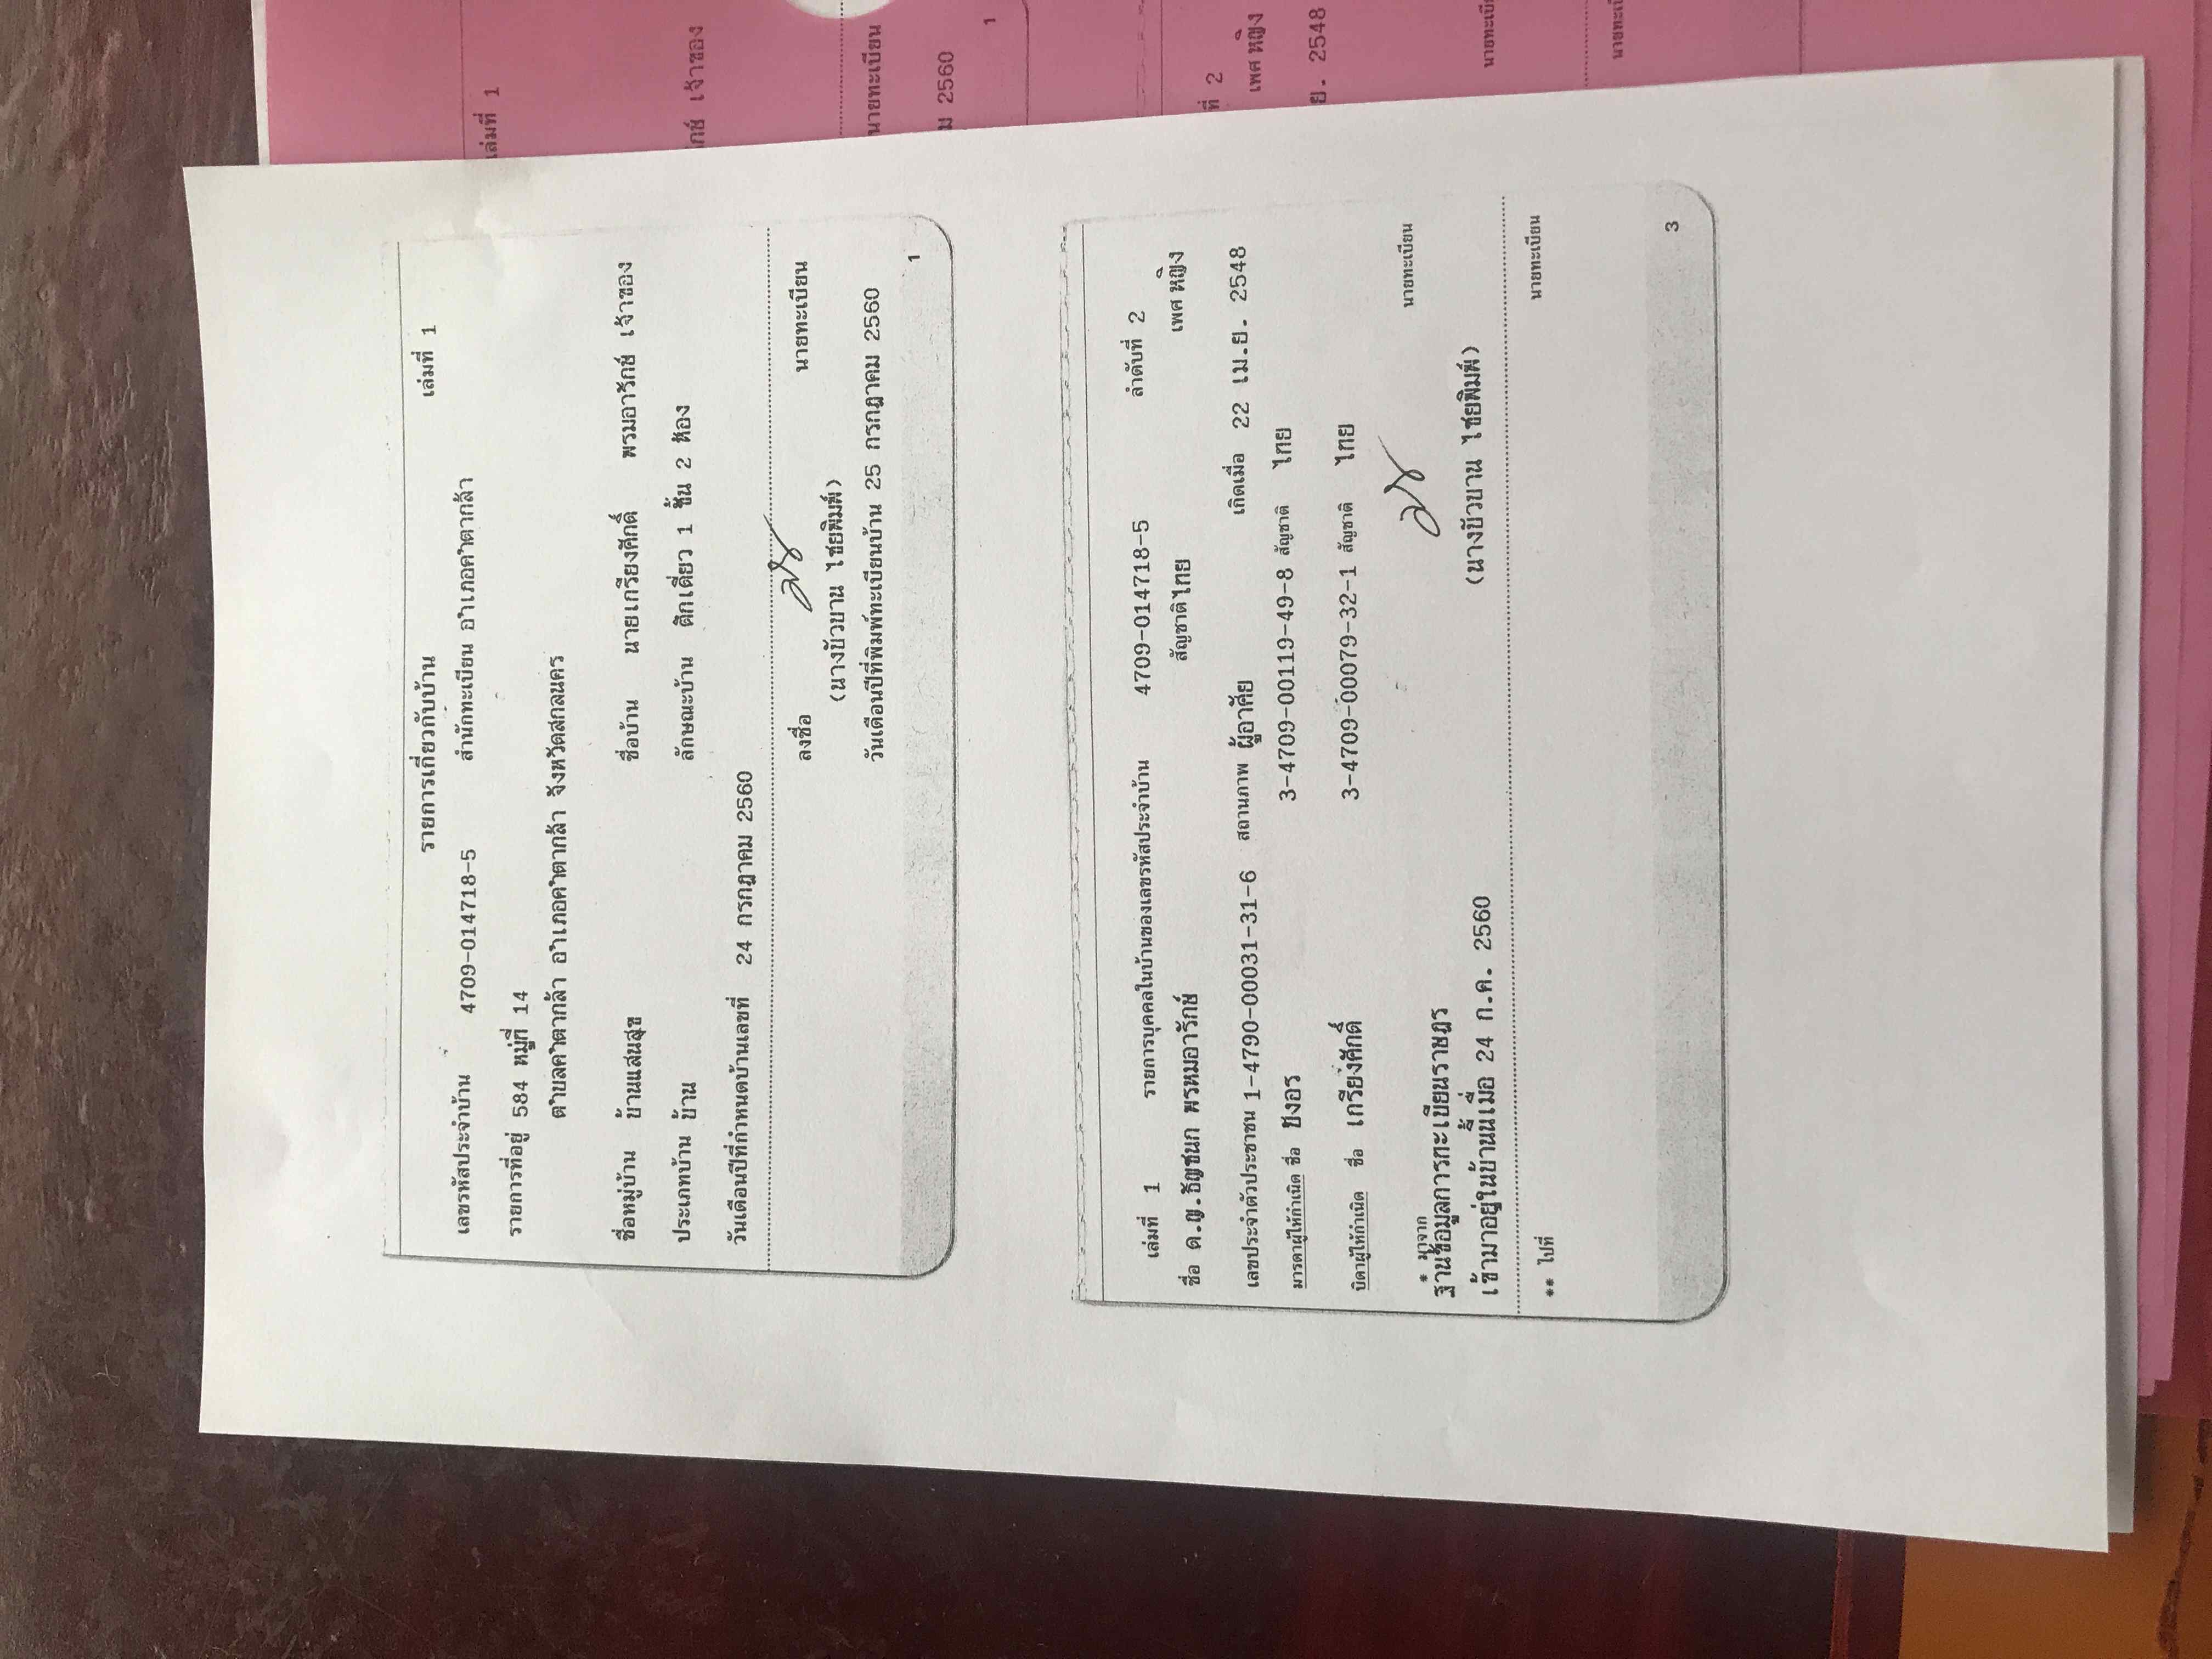 รายการเกี่ยวกับบ้าน เล่มที่ 1
เลขรหัสประจำบ้าน 4709-014718-5 สำนักทะเบียน อำเภอคำตากล้า
รายการที่อยู่ 584 หมู่ที่ 14
ตำบลคำตากล้า อำเภอคำตากล้า จังหวัดสกลนคร
ชื่อหมู่บ้าน บ้านแสนสุข ชื่อบ้าน นายเกรียงศักดิ์ พรมอารักษ์ เจ้าของ
ประเภทบ้าน บ้าน ลักษณะบ้าน ตึกเดี่ยว 1 ชั้น 2 ห้อง
วันเดือนปีที่กำหนดบ้านเลขที่ 24 กรกฎาคม 2560
ลงชื่อ นายทะเบียน
(นางบัวบาน ไชยพิมพ์)
วันเดือนปีที่พิมพ์ทะเบียนบ้าน 25 กรกฎาคม 2560
1
เล่มที่ 1 รายการบุคคลในบ้านของเลขรหัสประจำบ้าน 4709-014718-5 ลำดับที่ 2
ชื่อ ด.ญ.ธัญชนก พรหมอารักษ์ สัญชาติไทย เพศ หญิง
เลขประจำตัวประชาชน 1-4790-00031-31-6 สถานภาพ ผู้อาศัย เกิดเมื่อ 22 เม.ย. 2548
มารดาผู้ให้กำเนิด ชื่อ บังอร 3-4709-00119-49-8 สัญชาติ ไทย
บิดาผู้ให้กำเนิด ชื่อ เกรียงศักดิ์ 3-4709-00079-32-1 สัญชาติ ไทย
* มาจาก
ฐานข้อมูลการทะเบียนราษฎร นายทะเบียน
เข้ามาอยู่ในบ้านนี้เมื่อ 24 ก.ค. 2560 (นางบัวบาน ไชยพิมพ์)
** ไปที่ นายทะเบียน
3
เล่มที่ 1
กษ์ เจ้าของ
นายทะเบียน
ม 2560
1
ที่ 2
เพศ หญิง
ย. 2548